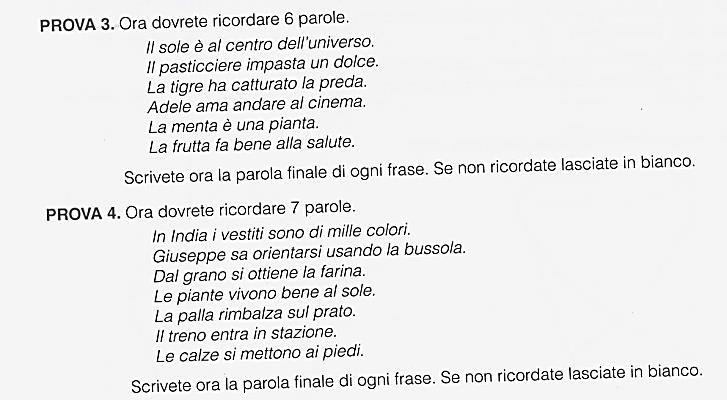 PROVA 3. Ora dovrete ricordare 6 parole.
Il sole è al centro dell'universo.
Il pasticciere impasta un dolce.
La tigre ha catturato la preda.
Adele ama andare al cinema.
La menta è una pianta.
La frutta fa bene alla salute.
Scrivete ora la parola finale di ogni frase. Se non ricordate lasciate in bianco.
PROVA 4. Ora dovrete ricordare 7 parole.
In India i vestiti sono di mille colori.
Giuseppe sa orientarsi usando la bussola.
Dal grano si ottiene la farina.
Le piante vivono bene al sole.
La palla rimbalza sul prato.
Il treno entra in stazione.
Le calze si mettono ai piedi.
Scrivete ora la parola finale di ogni frase. Se non ricordate lasciate in bianco.